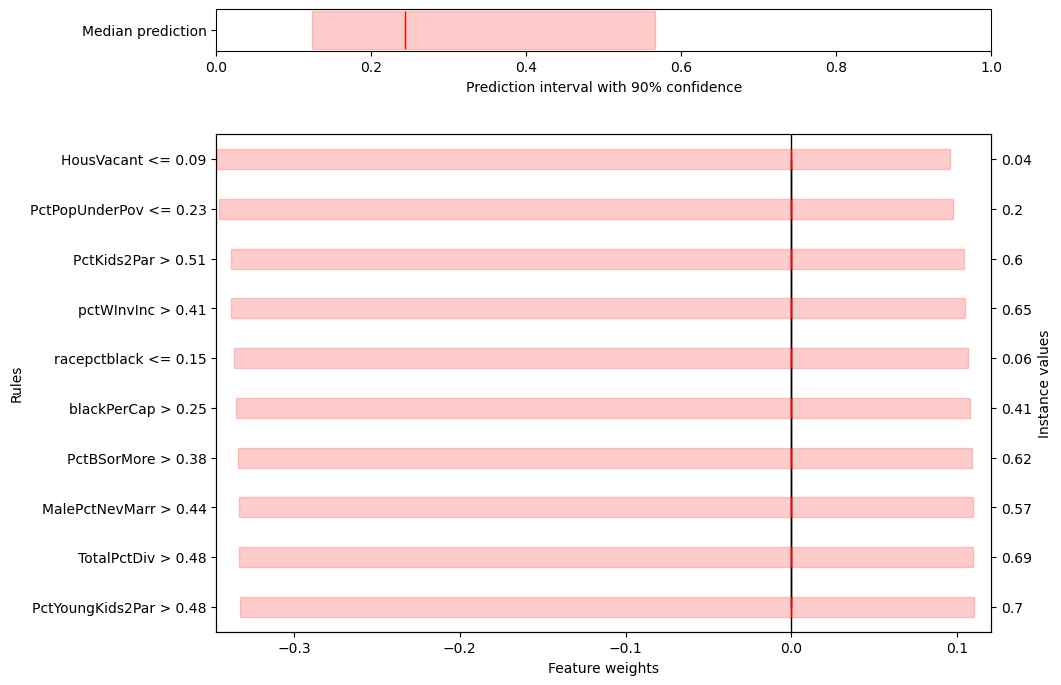 Median prediction
0.0 0.2 0.4 0.6 0.8 1.0
Prediction interval with 90% confidence
HousVacant <= 0.09 0.04
PctPopUnderPov <= 0.23 0.2
PctKids2Par > 0.51 0.6
pctWInvInc > 0.41 0.65
racepctblack <= 0.15 0.06
blackPerCap > 0.25 0.41
PctBSorMore > 0.38 0.62
MalePctNevMarr > 0.44 0.57
TotalPctDiv > 0.48 0.69
PctYoungKids2Par > 0.48 0.7
Rules
Instance values
−0.3 −0.2 −0.1 0.0 0.1
Feature weights